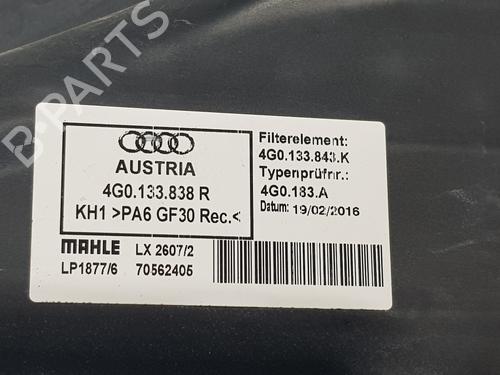 B-PARTS
AUSTRIA
4G0.133.838 R
KH1 >PA6 GF30 Rec.<
MAHLE LX 2607/2
LP1877/6 70562405
Filterelement:
4G0.133.843.K
Typenprüfnr.:
4G0.183.A
Datum: 19/02/2016